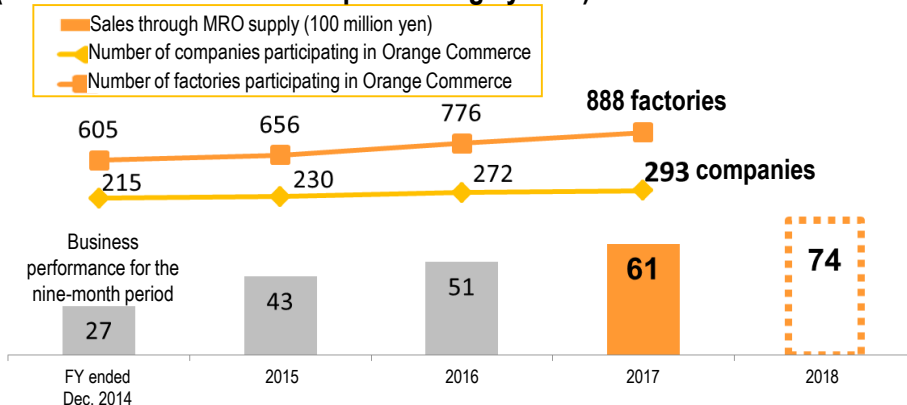 Sales through MRO supply (100 million yen)
Number of companies participating in Orange Commerce
Number of factories participating in Orange Commerce
605
656
776
888 factories
215
230
272
293 companies
Business
performance for the
nine-month period
27
43
51
61
74
FY ended
Dec. 2014
2015
2016
2017
2018